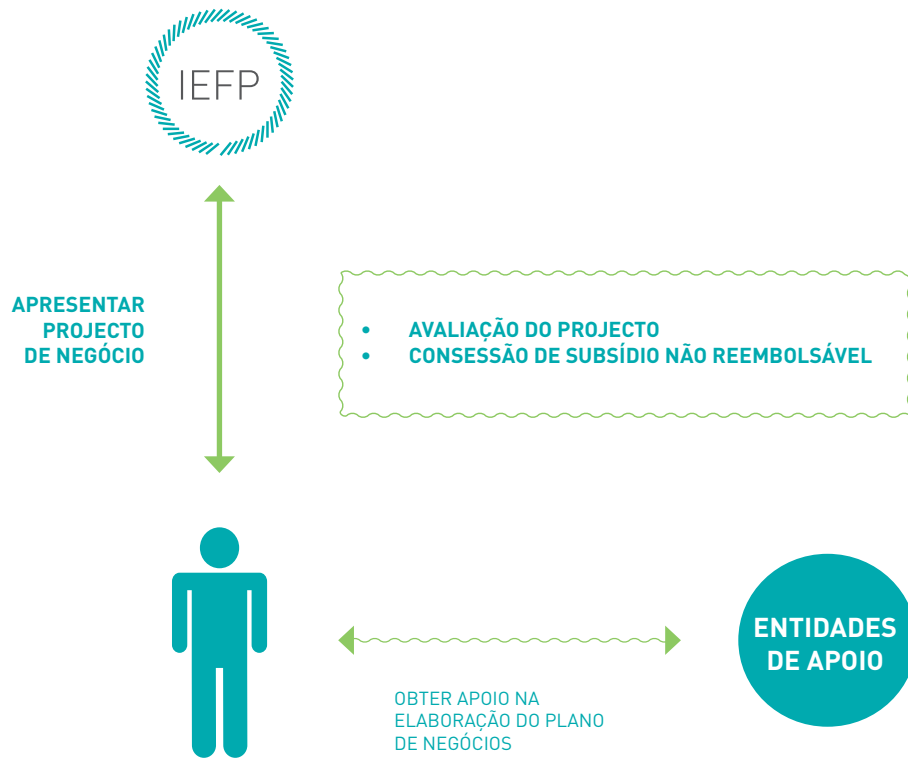 IEFP
APRESENTAR
PROJECTO
DE NEGÓCIO
• AVALIAÇÃO DO PROJECTO
• CONSESSÃO DE SUBSÍDIO NÃO REEMBOLSÁVEL
ENTIDADES
DE APOIO
OBTER APOIO NA
ELABORAÇÃO DO PLANO
DE NEGÓCIOS